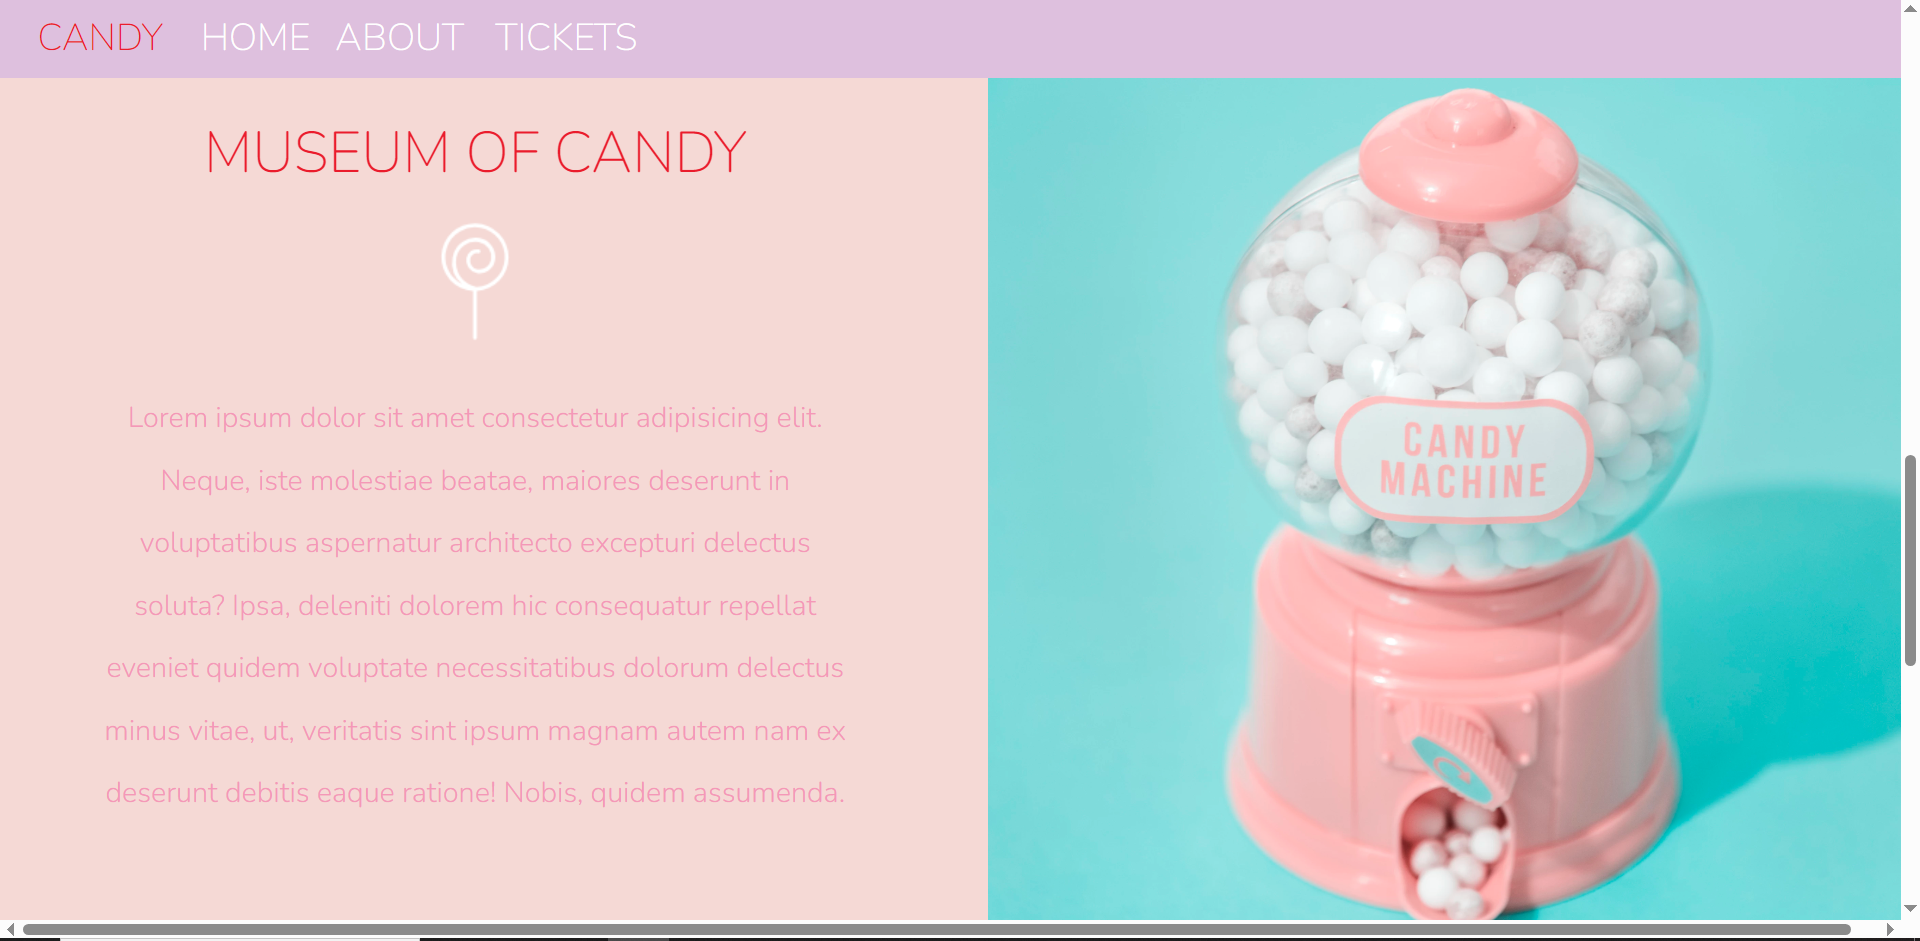 CANDY HOME ABOUT TICKETS
MUSEUM OF CANDY
Lorem ipsum dolor sit amet consectetur adipisicing elit.
Neque, iste molestiae beatae, maiores deserunt in
voluptatibus aspernatur architecto excepturi delectus
soluta? Ipsa, deleniti dolorem hic consequatur repellat
eveniet quidem voluptate necessitatibus dolorum delectus
minus vitae, ut, veritatis sint ipsum magnam autem nam ex
deserunt debitis eaque ratione! Nobis, quidem assumenda.
CANDY
MACHINE